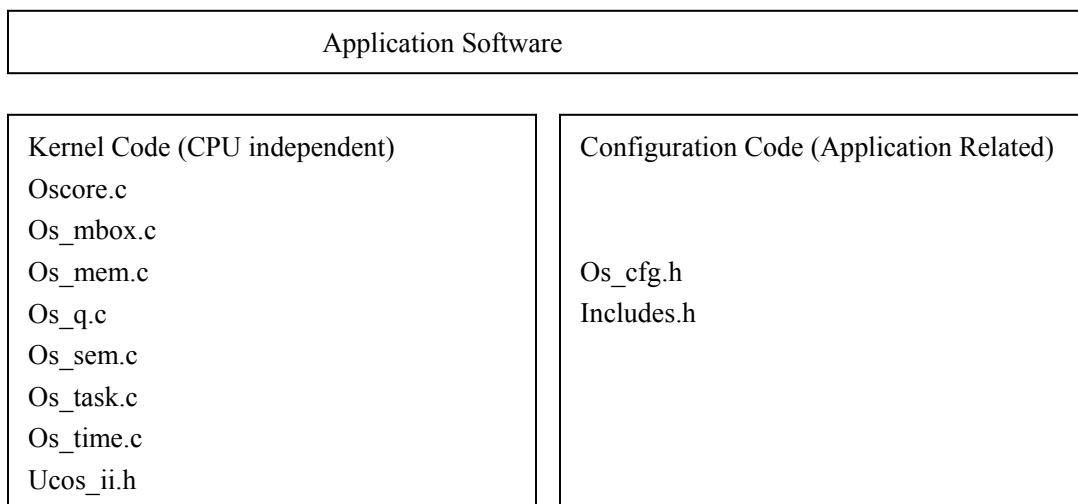 Application Software
Kernel Code (CPU independent)
Oscore.c
Os_mbox.c
Os_mem.c
Os_q.c
Os_sem.c
Os_task.c
Os_time.c
Ucos_ii.h
Configuration Code (Application Related)
Os_cfg.h
Includes.h